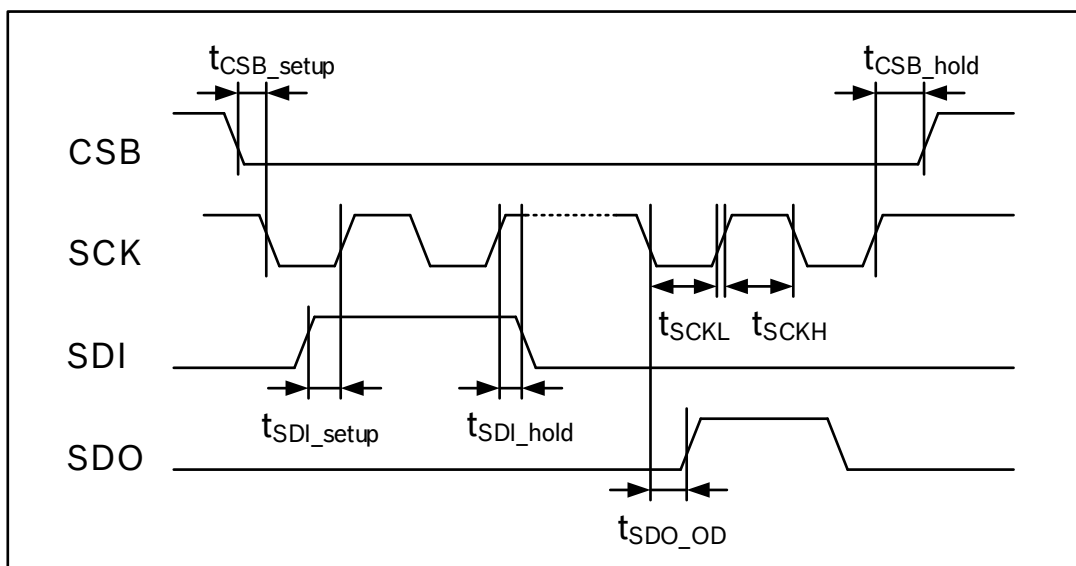 tCSB_setup
tCSB_hold
CSB
SCK
tSCKL
tSCKH
SDI
tSDI_setup
tSDI_hold
SDO
tSDO_OD